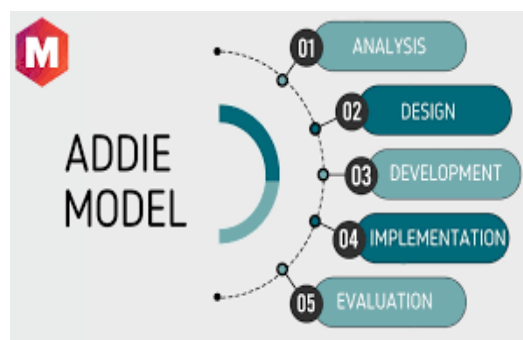 M
ADDIE
MODEL
01 ANALYSIS
02 DESIGN
03 DEVELOPMENT
04 IMPLEMENTATION
05 EVALUATION